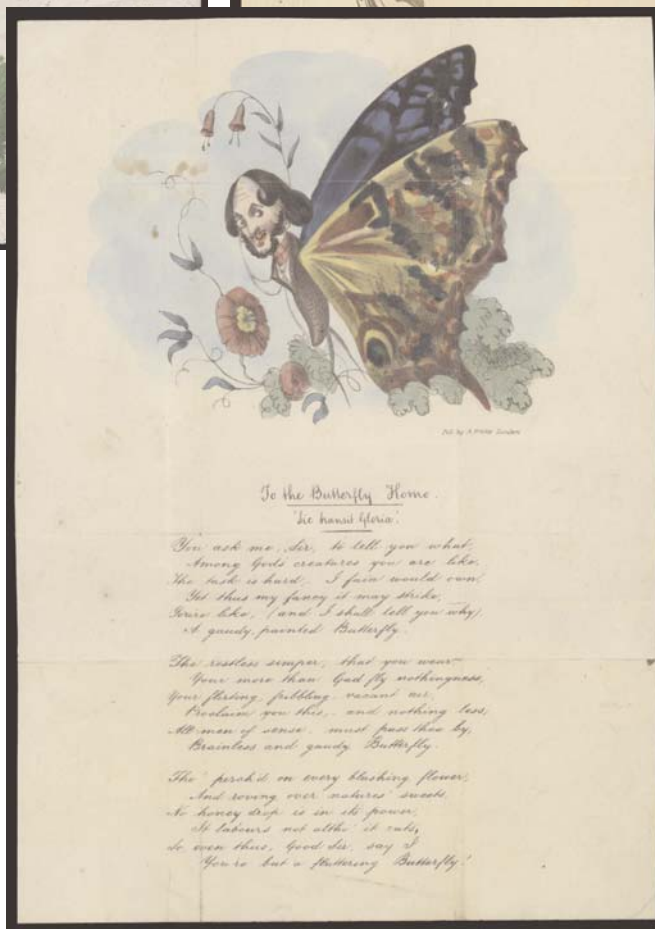 Pub. by A. Park London
To the Butterfly Home.
'Sic transit Gloria'.
You ask me, Sir, to tell you what,
Among God's creatures you are like,
The task is hard, I fain would own,
Yet thus my fancy it may strike,
You're like, (and I shall tell you why)
A gaudy, painted Butterfly.
The restless simper, that you wear
Your more than Gad fly nothingness,
Your flirting, fribbling, vacant air,
Proclaim you this, and nothing less,
All men of sense, must pass thee by,
Brainless and gaudy Butterfly.
Tho' perch'd on every blushing flower,
And roving over natures' sweets,
No honey drop is in its power,
It labours not altho' it eats,
So, even thus, Good Sir, say I
You're but a fluttering Butterfly!